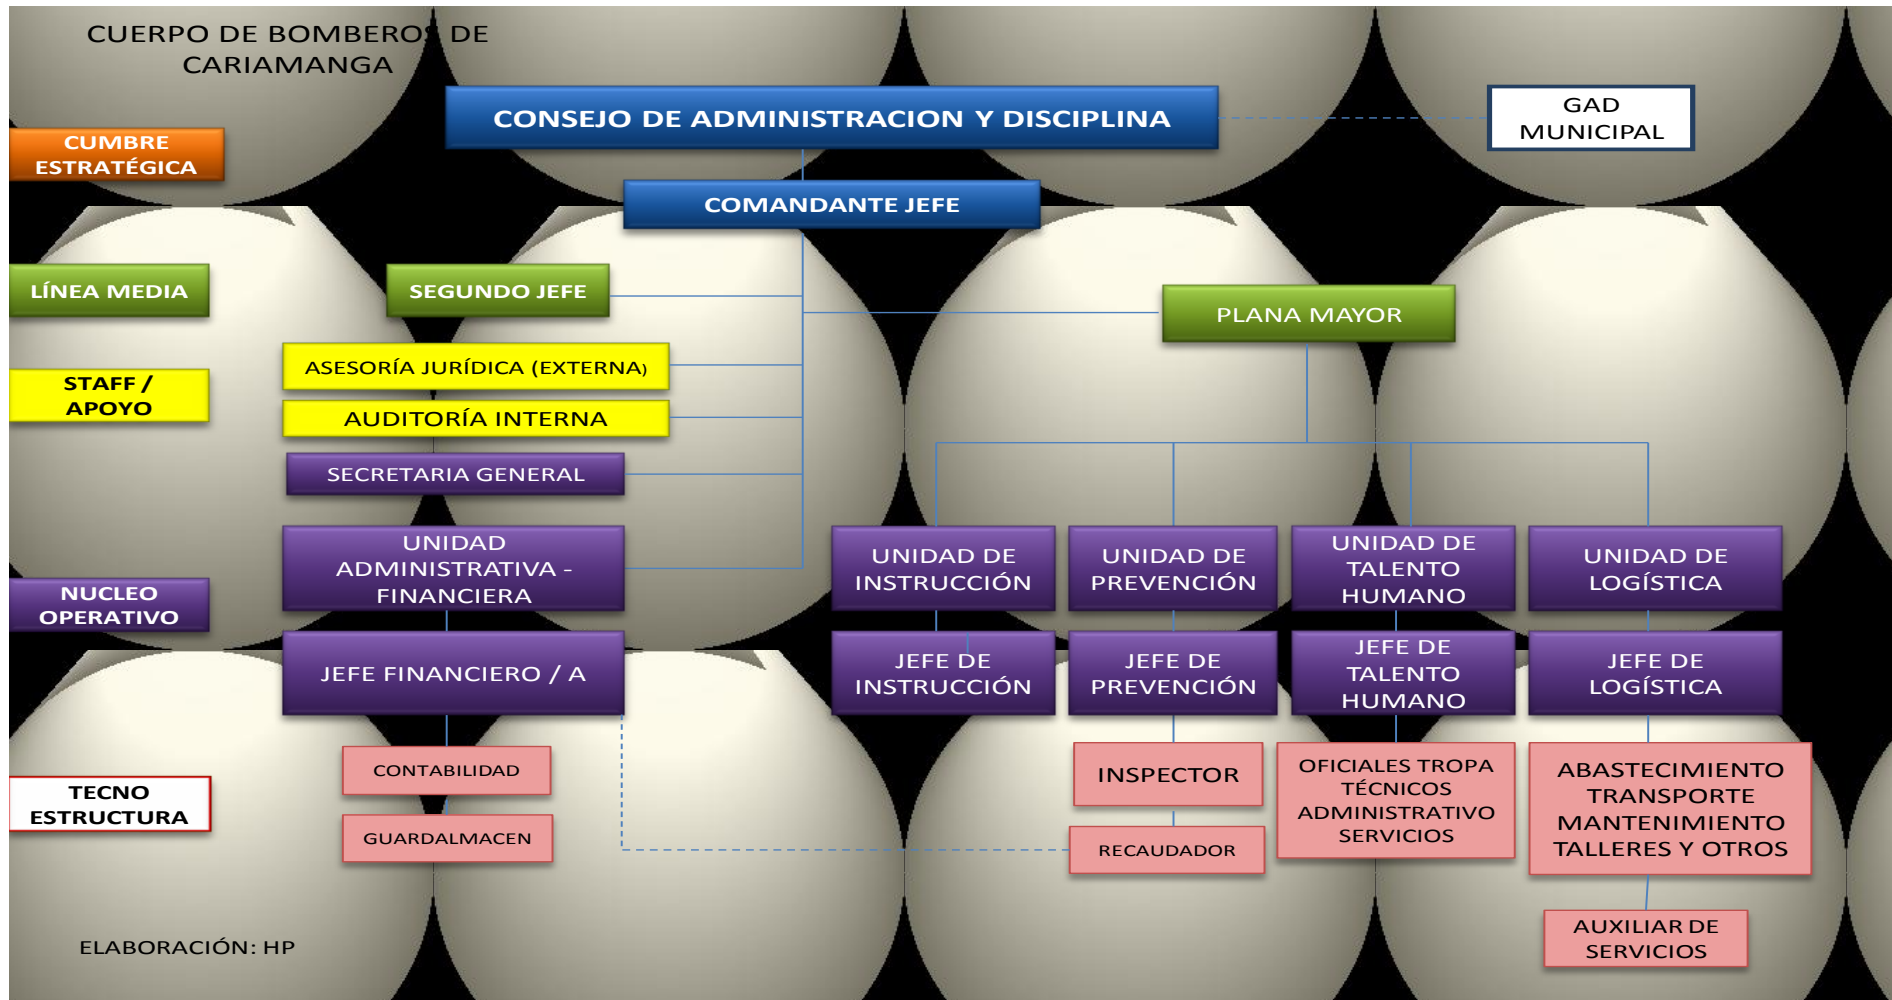 CUERPO DE BOMBEROS DE
CARIAMANGA
CONSEJO DE ADMINISTRACION Y DISCIPLINA
GAD
MUNICIPAL
CUMBRE
ESTRATÉGICA
COMANDANTE JEFE
LÍNEA MEDIA
SEGUNDO JEFE
PLANA MAYOR
STAFF /
APOYO
ASESORÍA JURÍDICA (EXTERNA)
AUDITORÍA INTERNA
SECRETARIA GENERAL
NUCLEO
OPERATIVO
UNIDAD
ADMINISTRATIVA -
FINANCIERA
UNIDAD DE
INSTRUCCIÓN
UNIDAD DE
PREVENCIÓN
UNIDAD DE
TALENTO
HUMANO
UNIDAD DE
LOGÍSTICA
JEFE FINANCIERO / A
JEFE DE
INSTRUCCIÓN
JEFE DE
PREVENCIÓN
JEFE DE
TALENTO
HUMANO
JEFE DE
LOGÍSTICA
TECNO
ESTRUCTURA
CONTABILIDAD
GUARDALMACEN
INSPECTOR
RECAUDADOR
OFICIALES TROPA
TÉCNICOS
ADMINISTRATIVO
SERVICIOS
ABASTECIMIENTO
TRANSPORTE
MANTENIMIENTO
TALLERES Y OTROS
AUXILIAR DE
SERVICIOS
ELABORACIÓN: HP